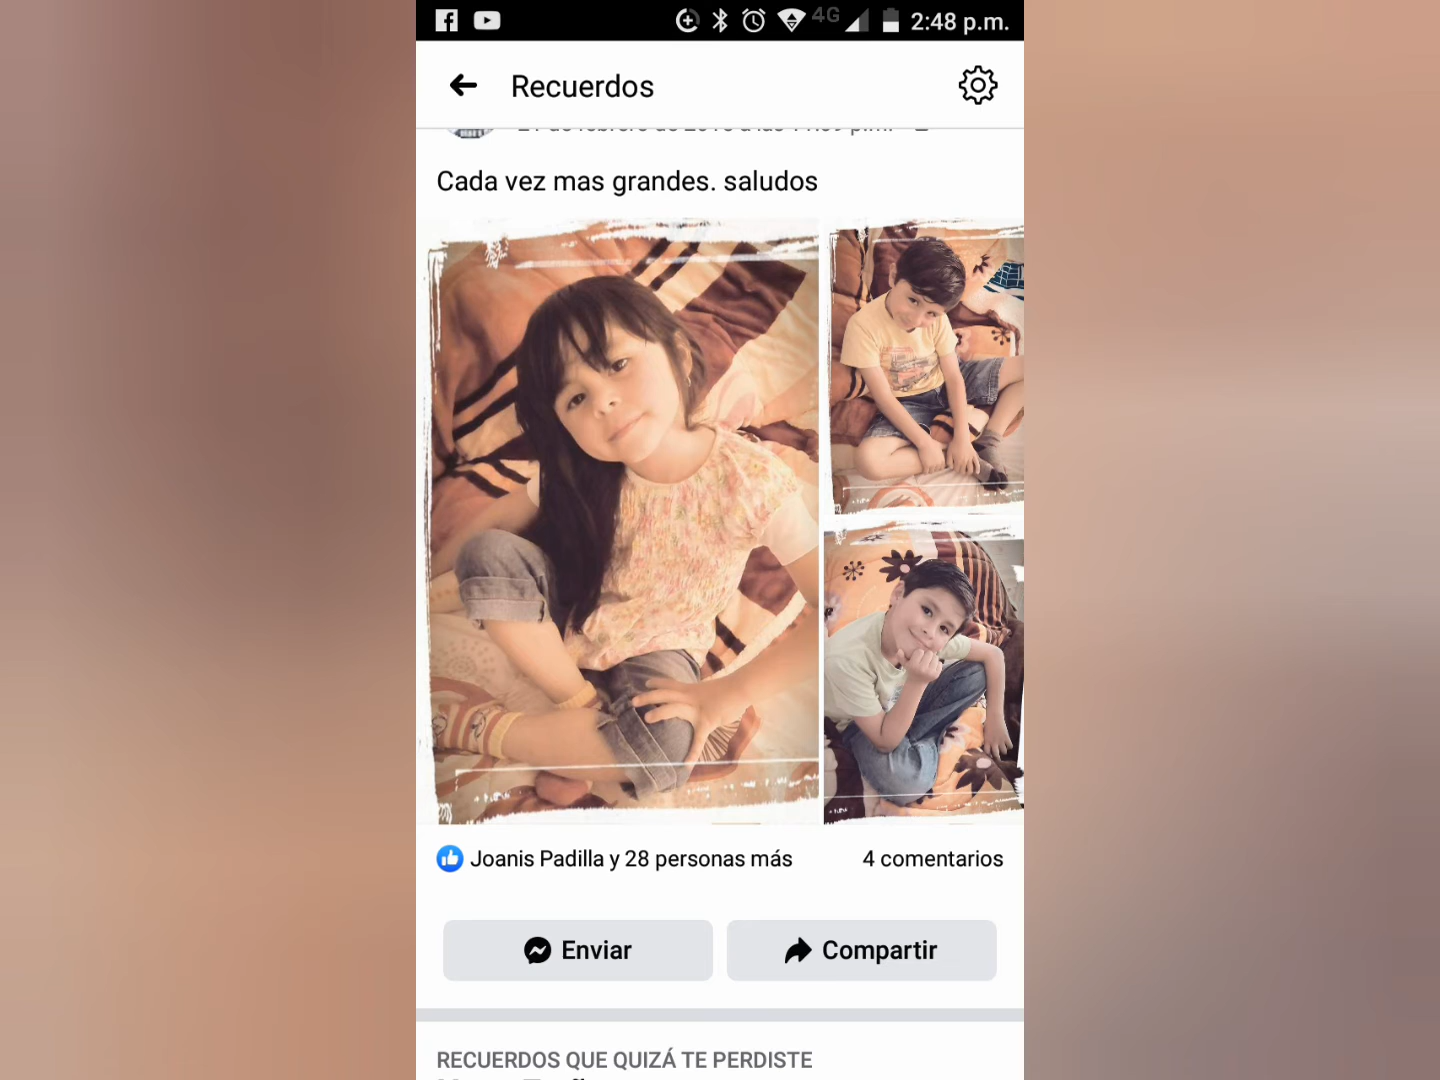 4G 2:48 p.m.
Recuerdos
Cada vez mas grandes. saludos
Joanis Padilla y 28 personas más 4 comentarios
Enviar Compartir
RECUERDOS QUE QUIZÁ TE PERDISTE